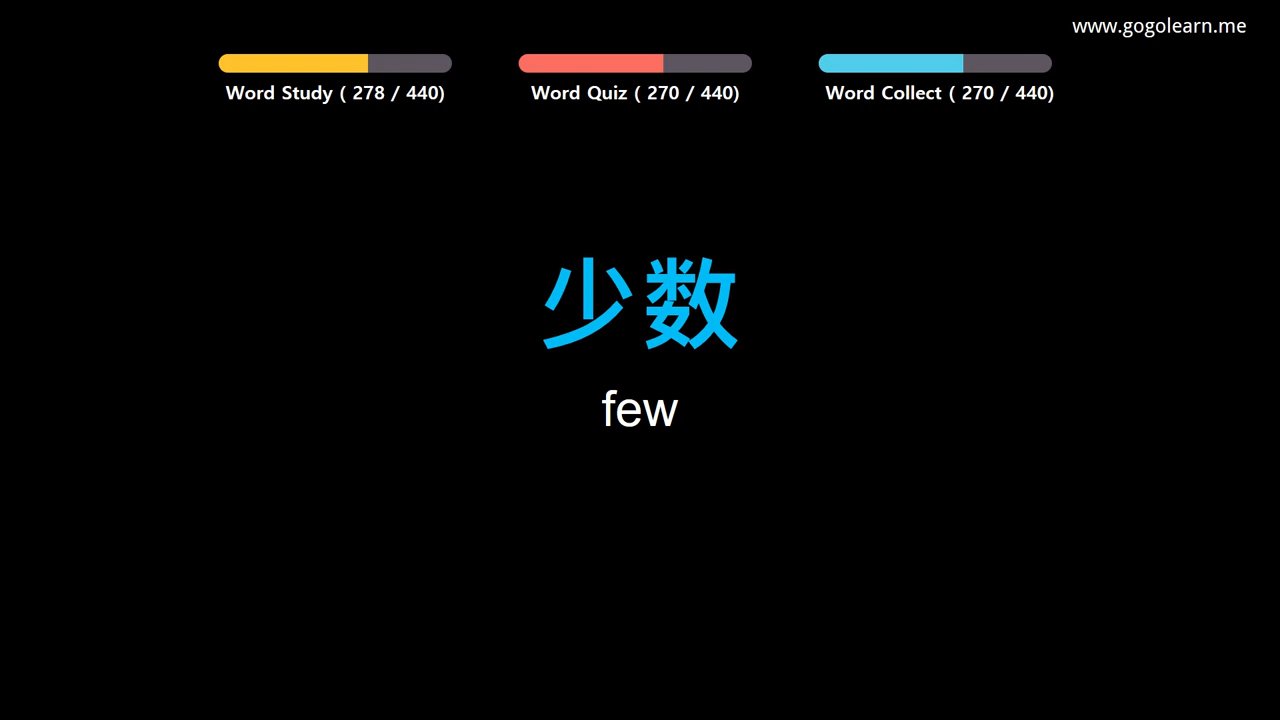 www.gogolearn.me
Word Study ( 278 / 440)
Word Quiz ( 270 / 440)
Word Collect ( 270 / 440)
少数
few